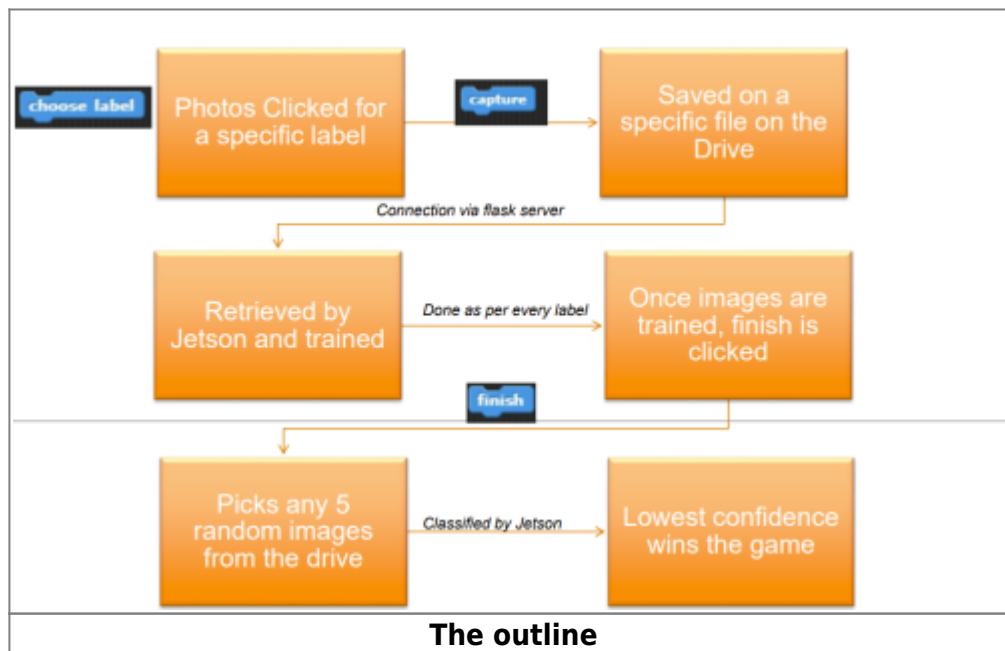 choose label
Photos Clicked for
a specific label
capture
Saved on a
specific file on the
Drive
Connection via flask server
Retrieved by
Jetson and trained
Done as per every label
Once images are
trained, finish is
clicked
finish
Picks any 5
random images
from the drive
Classified by Jetson
Lowest confidence
wins the game
The outline